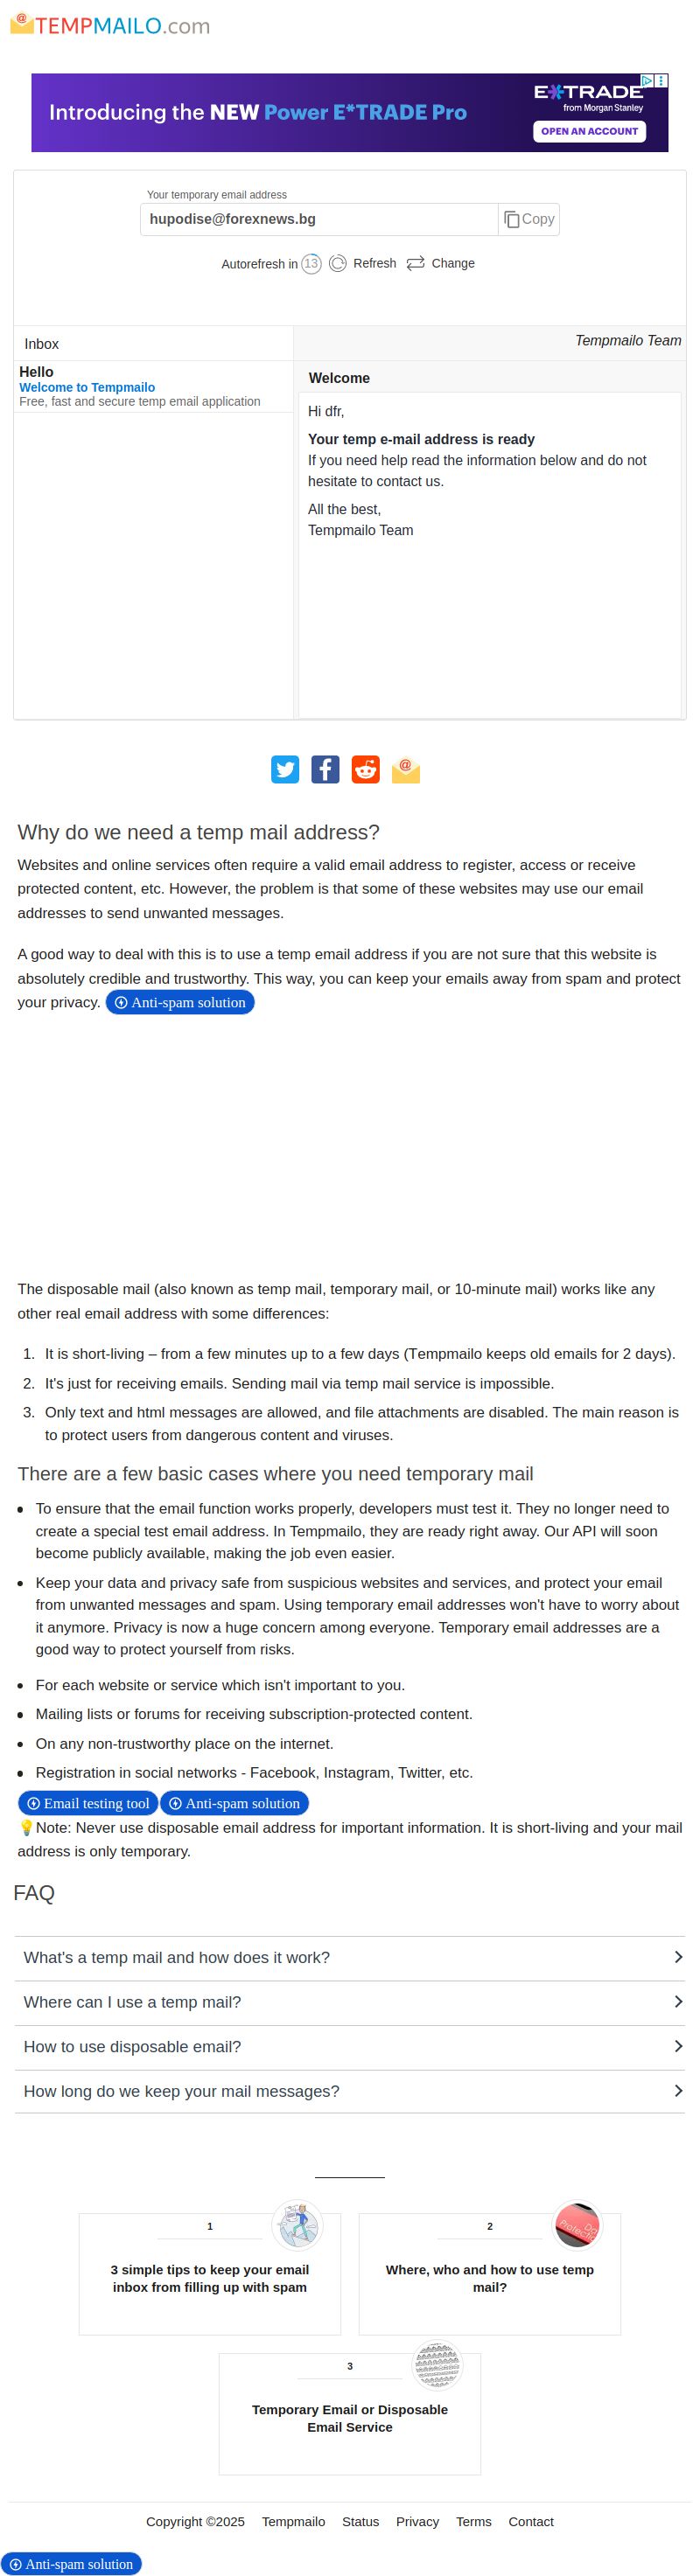 TEMPMAILO.com
Introducing the NEW Power E*TRADE Pro
E*TRADE
from Morgan Stanley
OPEN AN ACCOUNT
Your temporary email address
hupodise@forexnews.bg
Copy
Autorefresh in 13 Refresh Change
Inbox
Tempmailo Team
Hello
Welcome to Tempmailo
Free, fast and secure temp email application
Welcome
Hi dfr,
Your temp e-mail address is ready
If you need help read the information below and do not
hesitate to contact us.
All the best,
Tempmailo Team
Why do we need a temp mail address?
Websites and online services often require a valid email address to register, access or receive
protected content, etc. However, the problem is that some of these websites may use our email
addresses to send unwanted messages.
A good way to deal with this is to use a temp email address if you are not sure that this website is
absolutely credible and trustworthy. This way, you can keep your emails away from spam and protect
your privacy. Anti-spam solution
The disposable mail (also known as temp mail, temporary mail, or 10-minute mail) works like any
other real email address with some differences:
1. It is short-living – from a few minutes up to a few days (Tempmailo keeps old emails for 2 days).
2. It's just for receiving emails. Sending mail via temp mail service is impossible.
3. Only text and html messages are allowed, and file attachments are disabled. The main reason is
to protect users from dangerous content and viruses.
There are a few basic cases where you need temporary mail
• To ensure that the email function works properly, developers must test it. They no longer need to
create a special test email address. In Tempmailo, they are ready right away. Our API will soon
become publicly available, making the job even easier.
• Keep your data and privacy safe from suspicious websites and services, and protect your email
from unwanted messages and spam. Using temporary email addresses won't have to worry about
it anymore. Privacy is now a huge concern among everyone. Temporary email addresses are a
good way to protect yourself from risks.
• For each website or service which isn't important to you.
• Mailing lists or forums for receiving subscription-protected content.
• On any non-trustworthy place on the internet.
• Registration in social networks - Facebook, Instagram, Twitter, etc.
Email testing tool Anti-spam solution
💡Note: Never use disposable email address for important information. It is short-living and your mail
address is only temporary.
FAQ
What's a temp mail and how does it work?
Where can I use a temp mail?
How to use disposable email?
How long do we keep your mail messages?
1
3 simple tips to keep your email
inbox from filling up with spam
2
Where, who and how to use temp
mail?
3
Temporary Email or Disposable
Email Service
Copyright ©2025 Tempmailo Status Privacy Terms Contact
Anti-spam solution